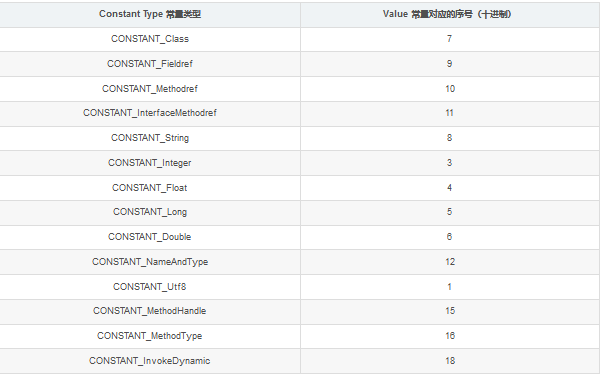 Constant Type 常量类型 Value 常量对应的序号（十进制）
CONSTANT_Class 7
CONSTANT_Fieldref 9
CONSTANT_Methodref 10
CONSTANT_InterfaceMethodref 11
CONSTANT_String 8
CONSTANT_Integer 3
CONSTANT_Float 4
CONSTANT_Long 5
CONSTANT_Double 6
CONSTANT_NameAndType 12
CONSTANT_Utf8 1
CONSTANT_MethodHandle 15
CONSTANT_MethodType 16
CONSTANT_InvokeDynamic 18